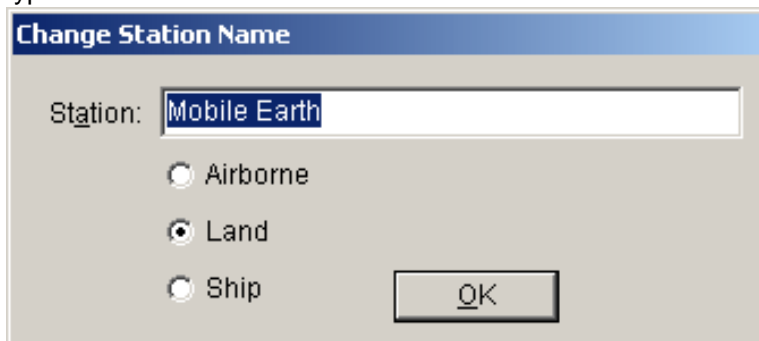 Change Station Name
Station: Mobile Earth
Airborne
Land
Ship
OK